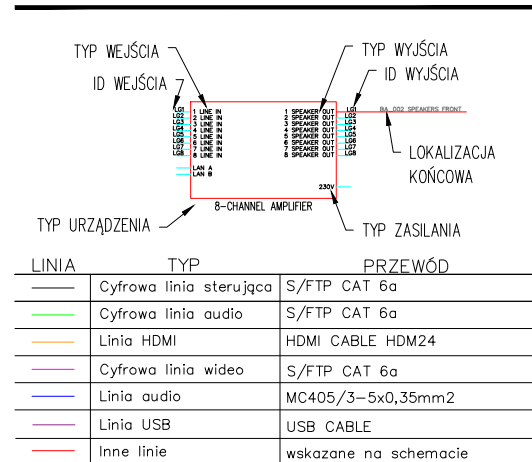 TYP WEJŚCIA
TYP WYJŚCIA
ID WEJŚCIA
ID WYJŚCIA
LG1 1 LINE IN 1 SPEAKER OUT LG1 BA_002 SPEAKERS FRONT
LG2 2 LINE IN 2 SPEAKER OUT LG2
LG3 3 LINE IN 3 SPEAKER OUT LG3
LG4 4 LINE IN 4 SPEAKER OUT LG4
LG5 5 LINE IN 5 SPEAKER OUT LG5
LG6 6 LINE IN 6 SPEAKER OUT LG6
LG7 7 LINE IN 7 SPEAKER OUT LG7
LG8 8 LINE IN 8 SPEAKER OUT LG8
LAN A
LAN B
230V
LOKALIZACJA
KOŃCOWA
8-CHANNEL AMPLIFIER
TYP URZĄDZENIA
TYP ZASILANIA
LINIA TYP PRZEWÓD
Cyfrowa linia sterująca S/FTP CAT 6a
Cyfrowa linia audio S/FTP CAT 6a
Linia HDMI HDMI CABLE HDM24
Cyfrowa linia wideo S/FTP CAT 6a
Linia audio MC405/3-5x0,35mm2
Linia USB USB CABLE
Inne linie wskazane na schemacie